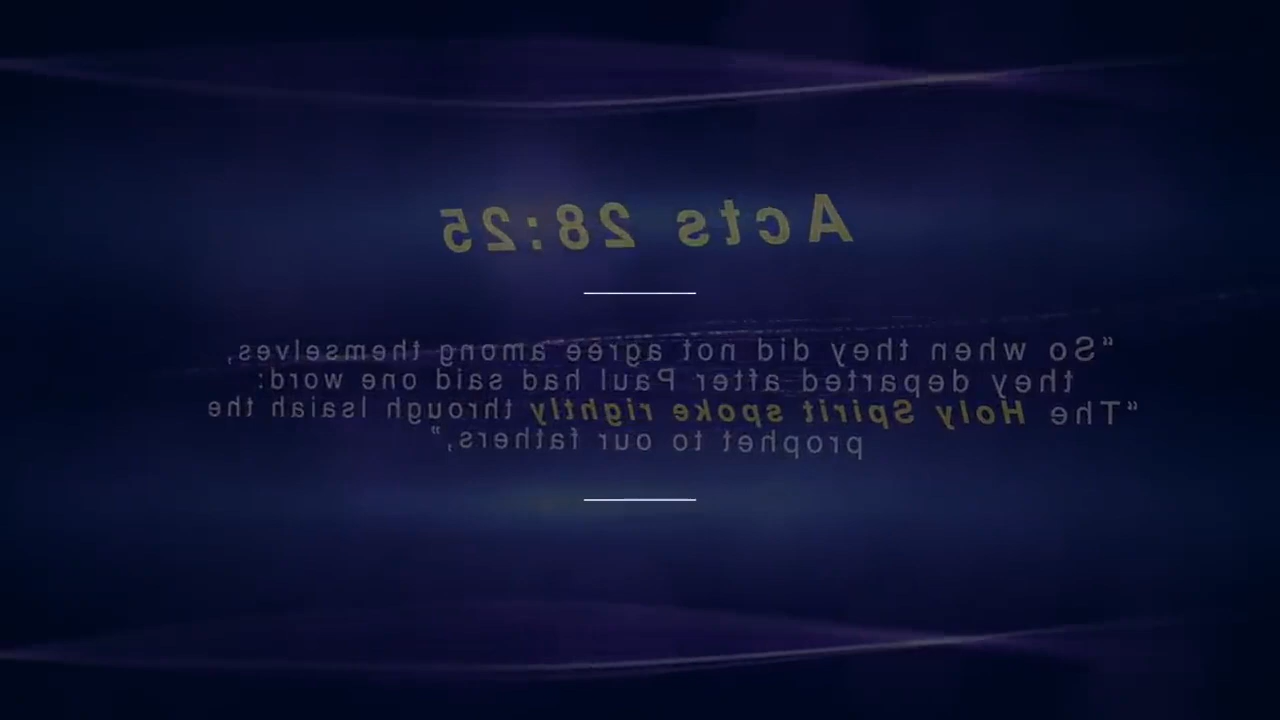 Acts 28:25
“So when they did not agree among themselves,
they departed after Paul had said one word:
“The Holy Spirit spoke rightly through Isaiah the
prophet to our fathers,”